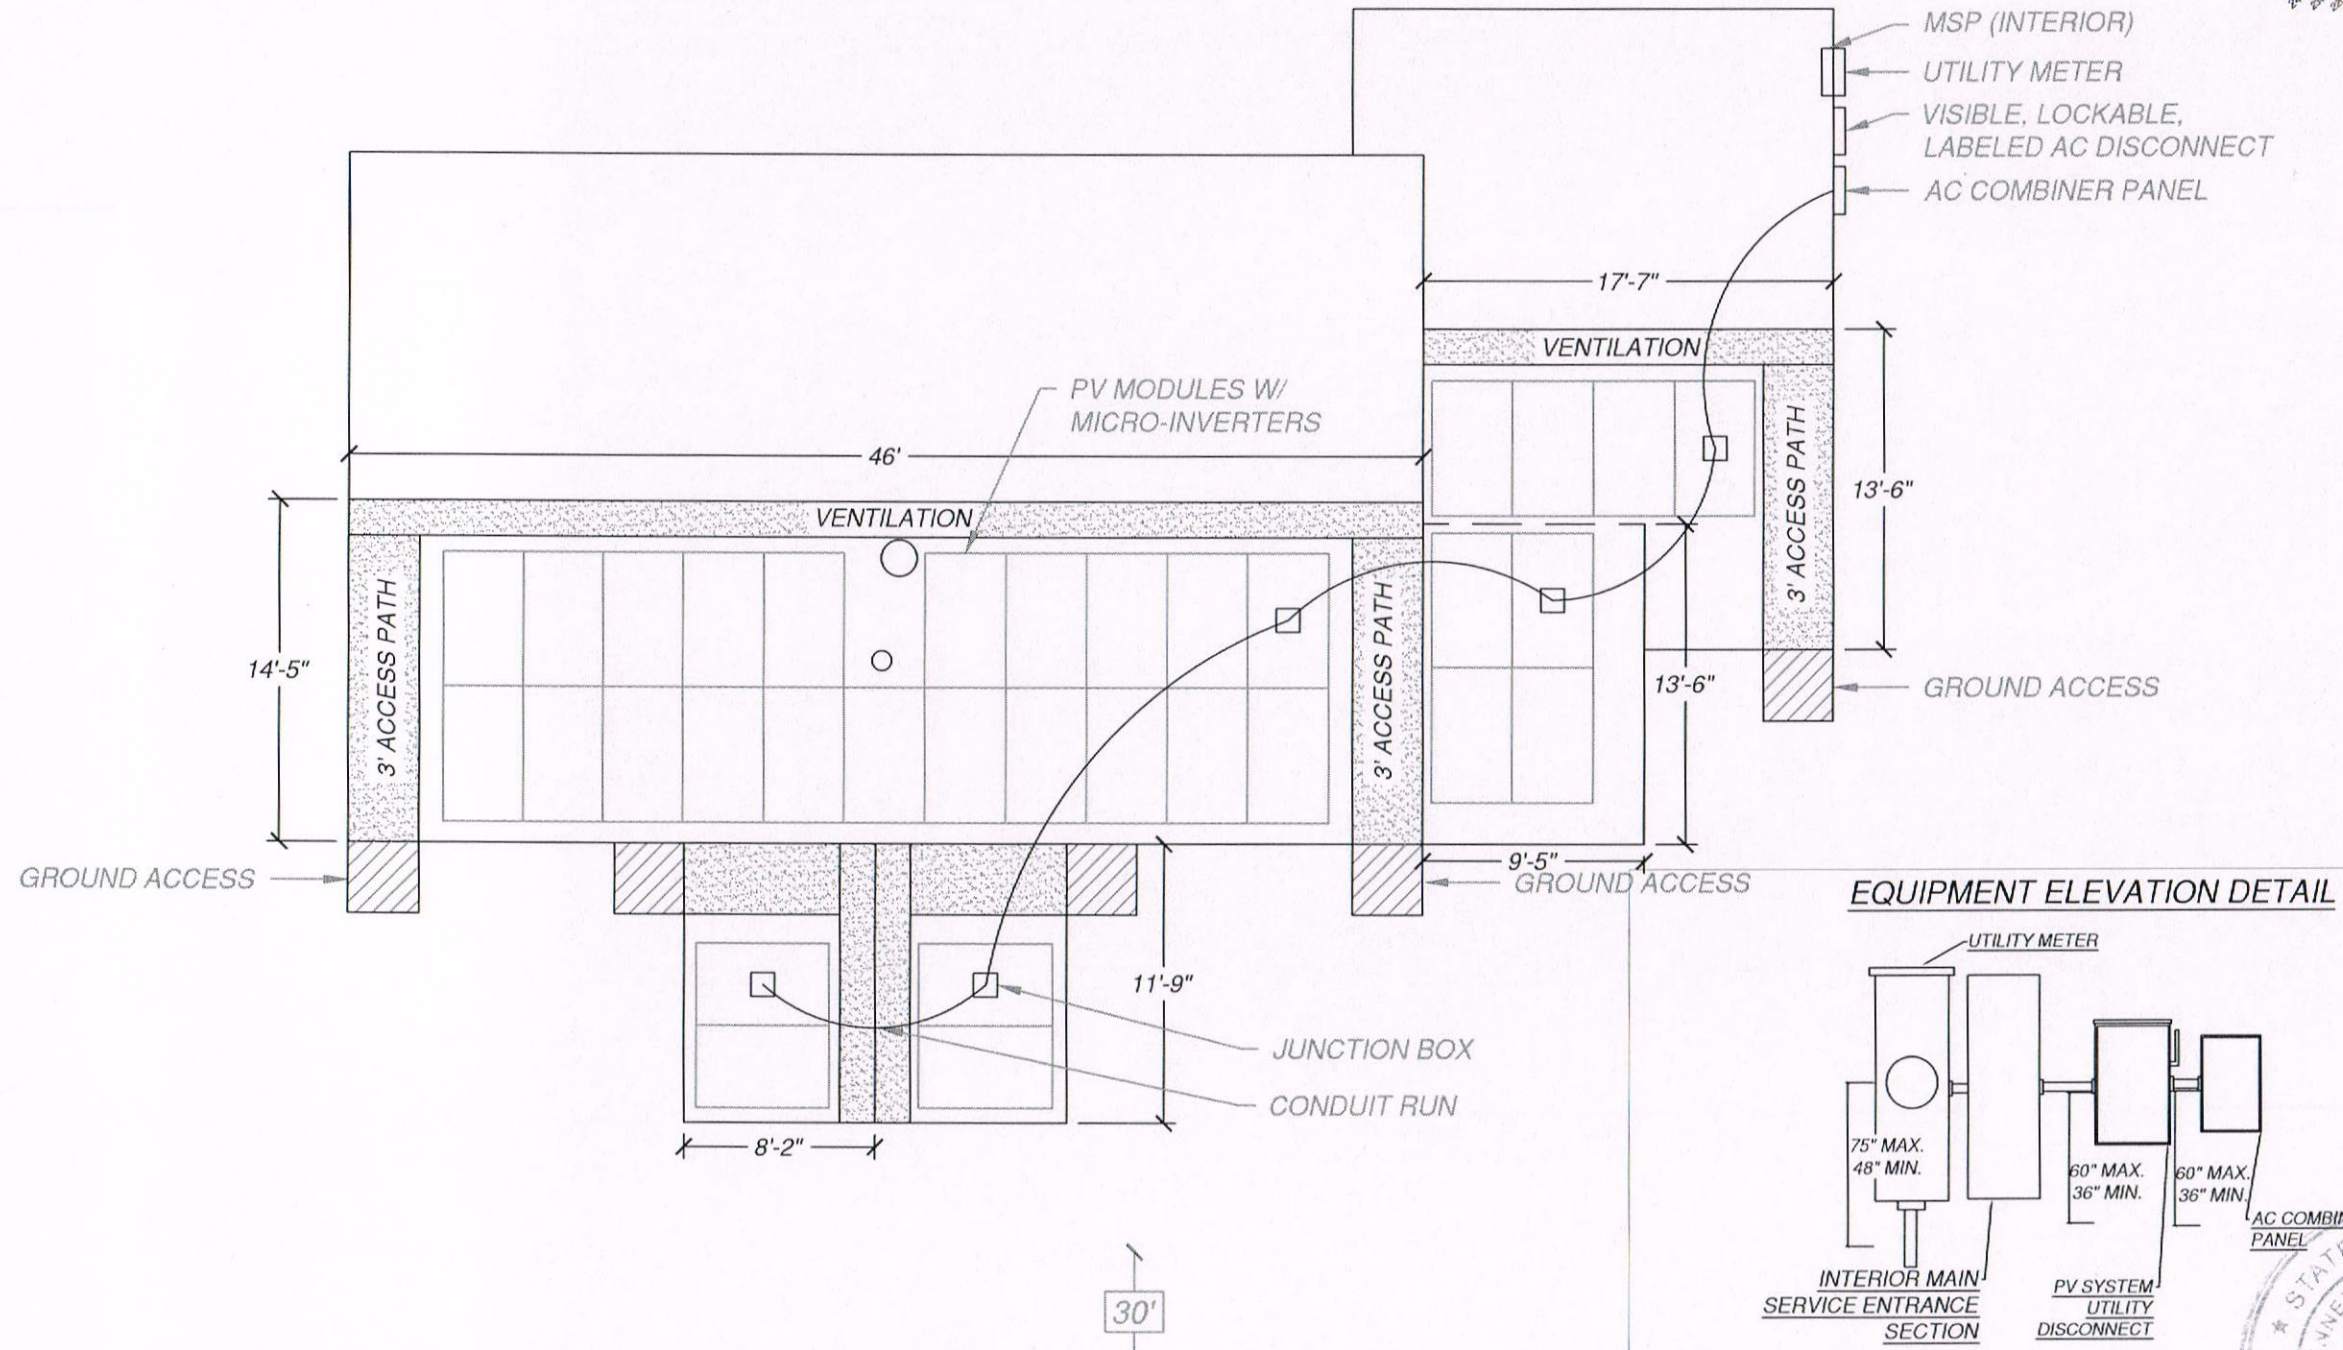 MSP (INTERIOR)
UTILITY METER
VISIBLE, LOCKABLE,
LABELED AC DISCONNECT
AC COMBINER PANEL
17'-7"
VENTILATION
PV MODULES W/
MICRO-INVERTERS
46'
3' ACCESS PATH
13'-6"
VENTILATION
3' ACCESS PATH
14'-5"
3' ACCESS PATH
13'-6"
GROUND ACCESS
9'-5"
GROUND ACCESS
GROUND ACCESS
11'-9"
JUNCTION BOX
CONDUIT RUN
8'-2"
30'
EQUIPMENT ELEVATION DETAIL
UTILITY METER
75" MAX.
48" MIN.
60" MAX.
36" MIN.
60" MAX.
36" MIN.
AC COMBIN
PANEL
INTERIOR MAIN
SERVICE ENTRANCE
SECTION
PV SYSTEM
UTILITY
DISCONNECT